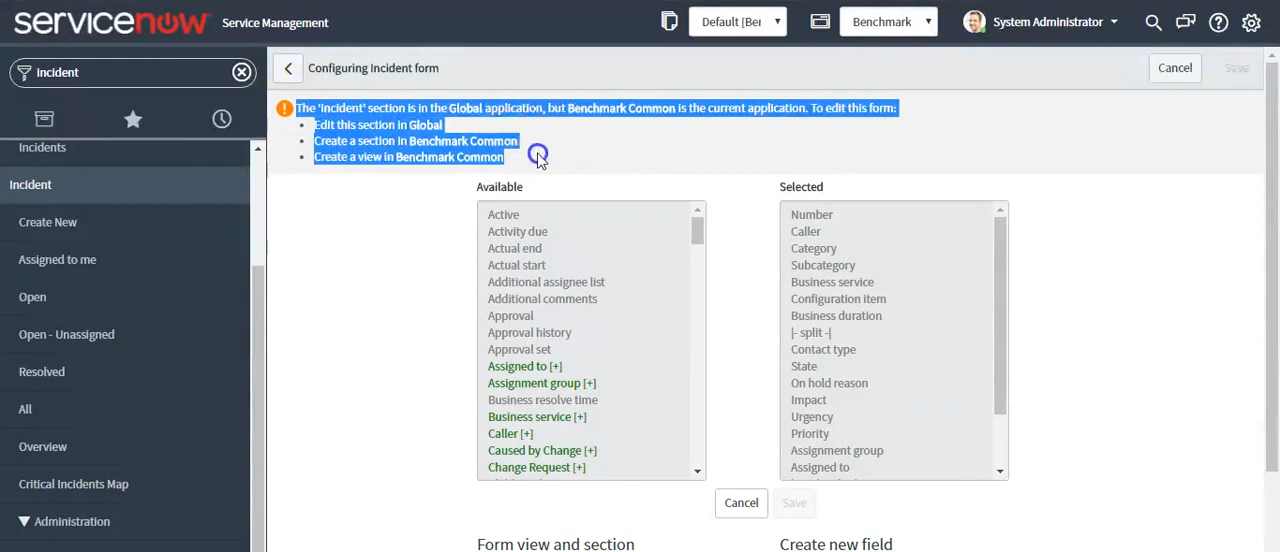 servicenow Service Management Default [Ber Benchmark System Administrator
Incident
Configuring Incident form
Cancel
Save
Incidents
Incident
Create New
Assigned to me
Open
Open - Unassigned
Resolved
All
Overview
Critical Incidents Map
Administration
The 'Incident' section is in the Global application, but Benchmark Common is the current application. To edit this form:
Edit this section in Global
Create a section in Benchmark Common
Create a view in Benchmark Common
Available
Active
Activity due
Actual end
Actual start
Additional assignee list
Additional comments
Approval
Approval history
Approval set
Assigned to [+]
Assignment group [+]
Business resolve time
Business service [+]
Caller [+]
Caused by Change [+]
Change Request [+]
Selected
Number
Caller
Category
Subcategory
Business service
Configuration item
Business duration
|- split -|
Contact type
State
On hold reason
Impact
Urgency
Priority
Assignment group
Assigned to
Cancel
Save
Form view and section
Create new field